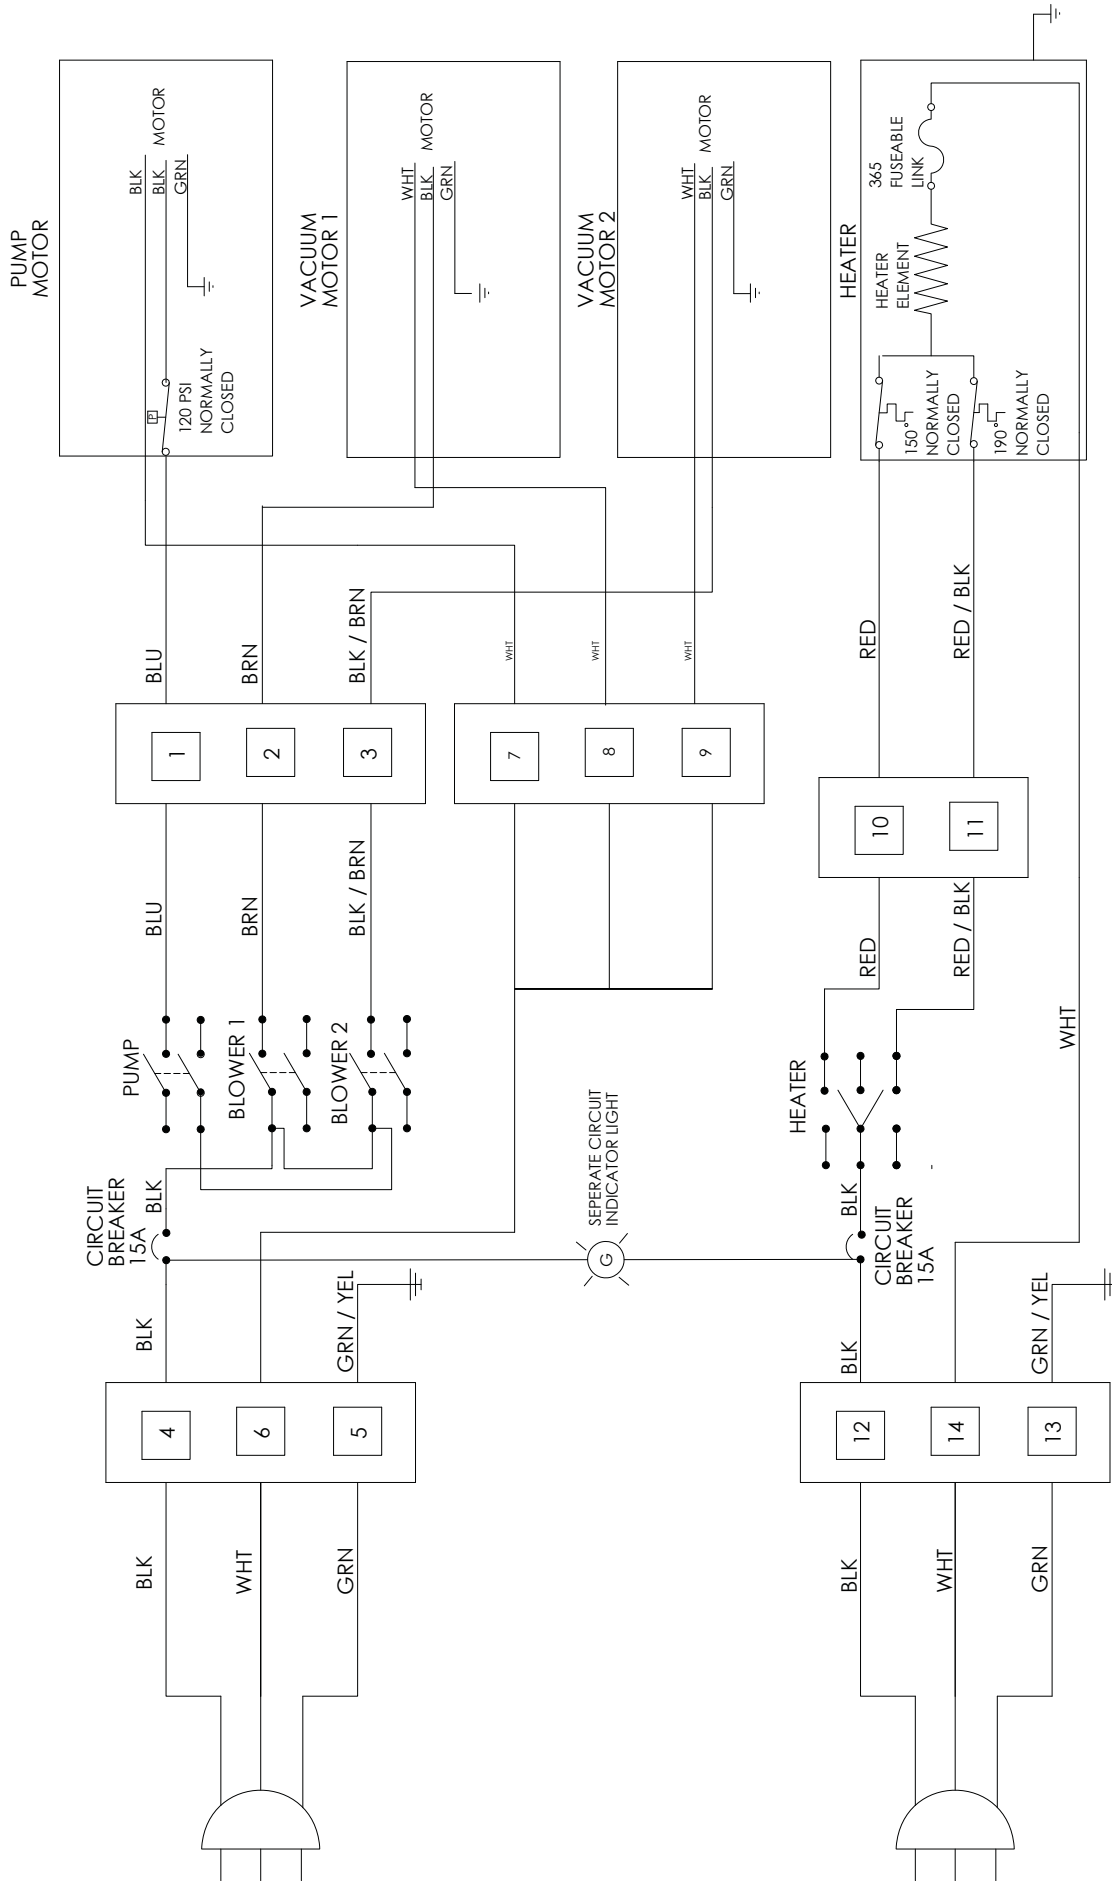 PUMP
MOTOR
BLK
BLK
GRN
MOTOR
P
120 PSI
NORMALLY
CLOSED
VACUUM
MOTOR 1
WHT
BLK
GRN
MOTOR
VACUUM
MOTOR 2
WHT
BLK
GRN
MOTOR
HEATER
365
FUSEABLE
LINK
HEATER
ELEMENT
150°
NORMALLY
CLOSED
190°
NORMALLY
CLOSED
BLU
BRN
BLK / BRN
WHT
WHT
WHT
RED
RED / BLK
1
2
3
7
8
9
10
11
BLU
BRN
BLK / BRN
RED
RED / BLK
WHT
PUMP
BLOWER 1
BLOWER 2
HEATER
CIRCUIT
BREAKER
15A
BLK
SEPERATE CIRCUIT
INDICATOR LIGHT
G
BLK
CIRCUIT
BREAKER
15A
BLK
GRN / YEL
BLK
GRN / YEL
4
6
5
12
14
13
BLK
WHT
GRN
BLK
WHT
GRN